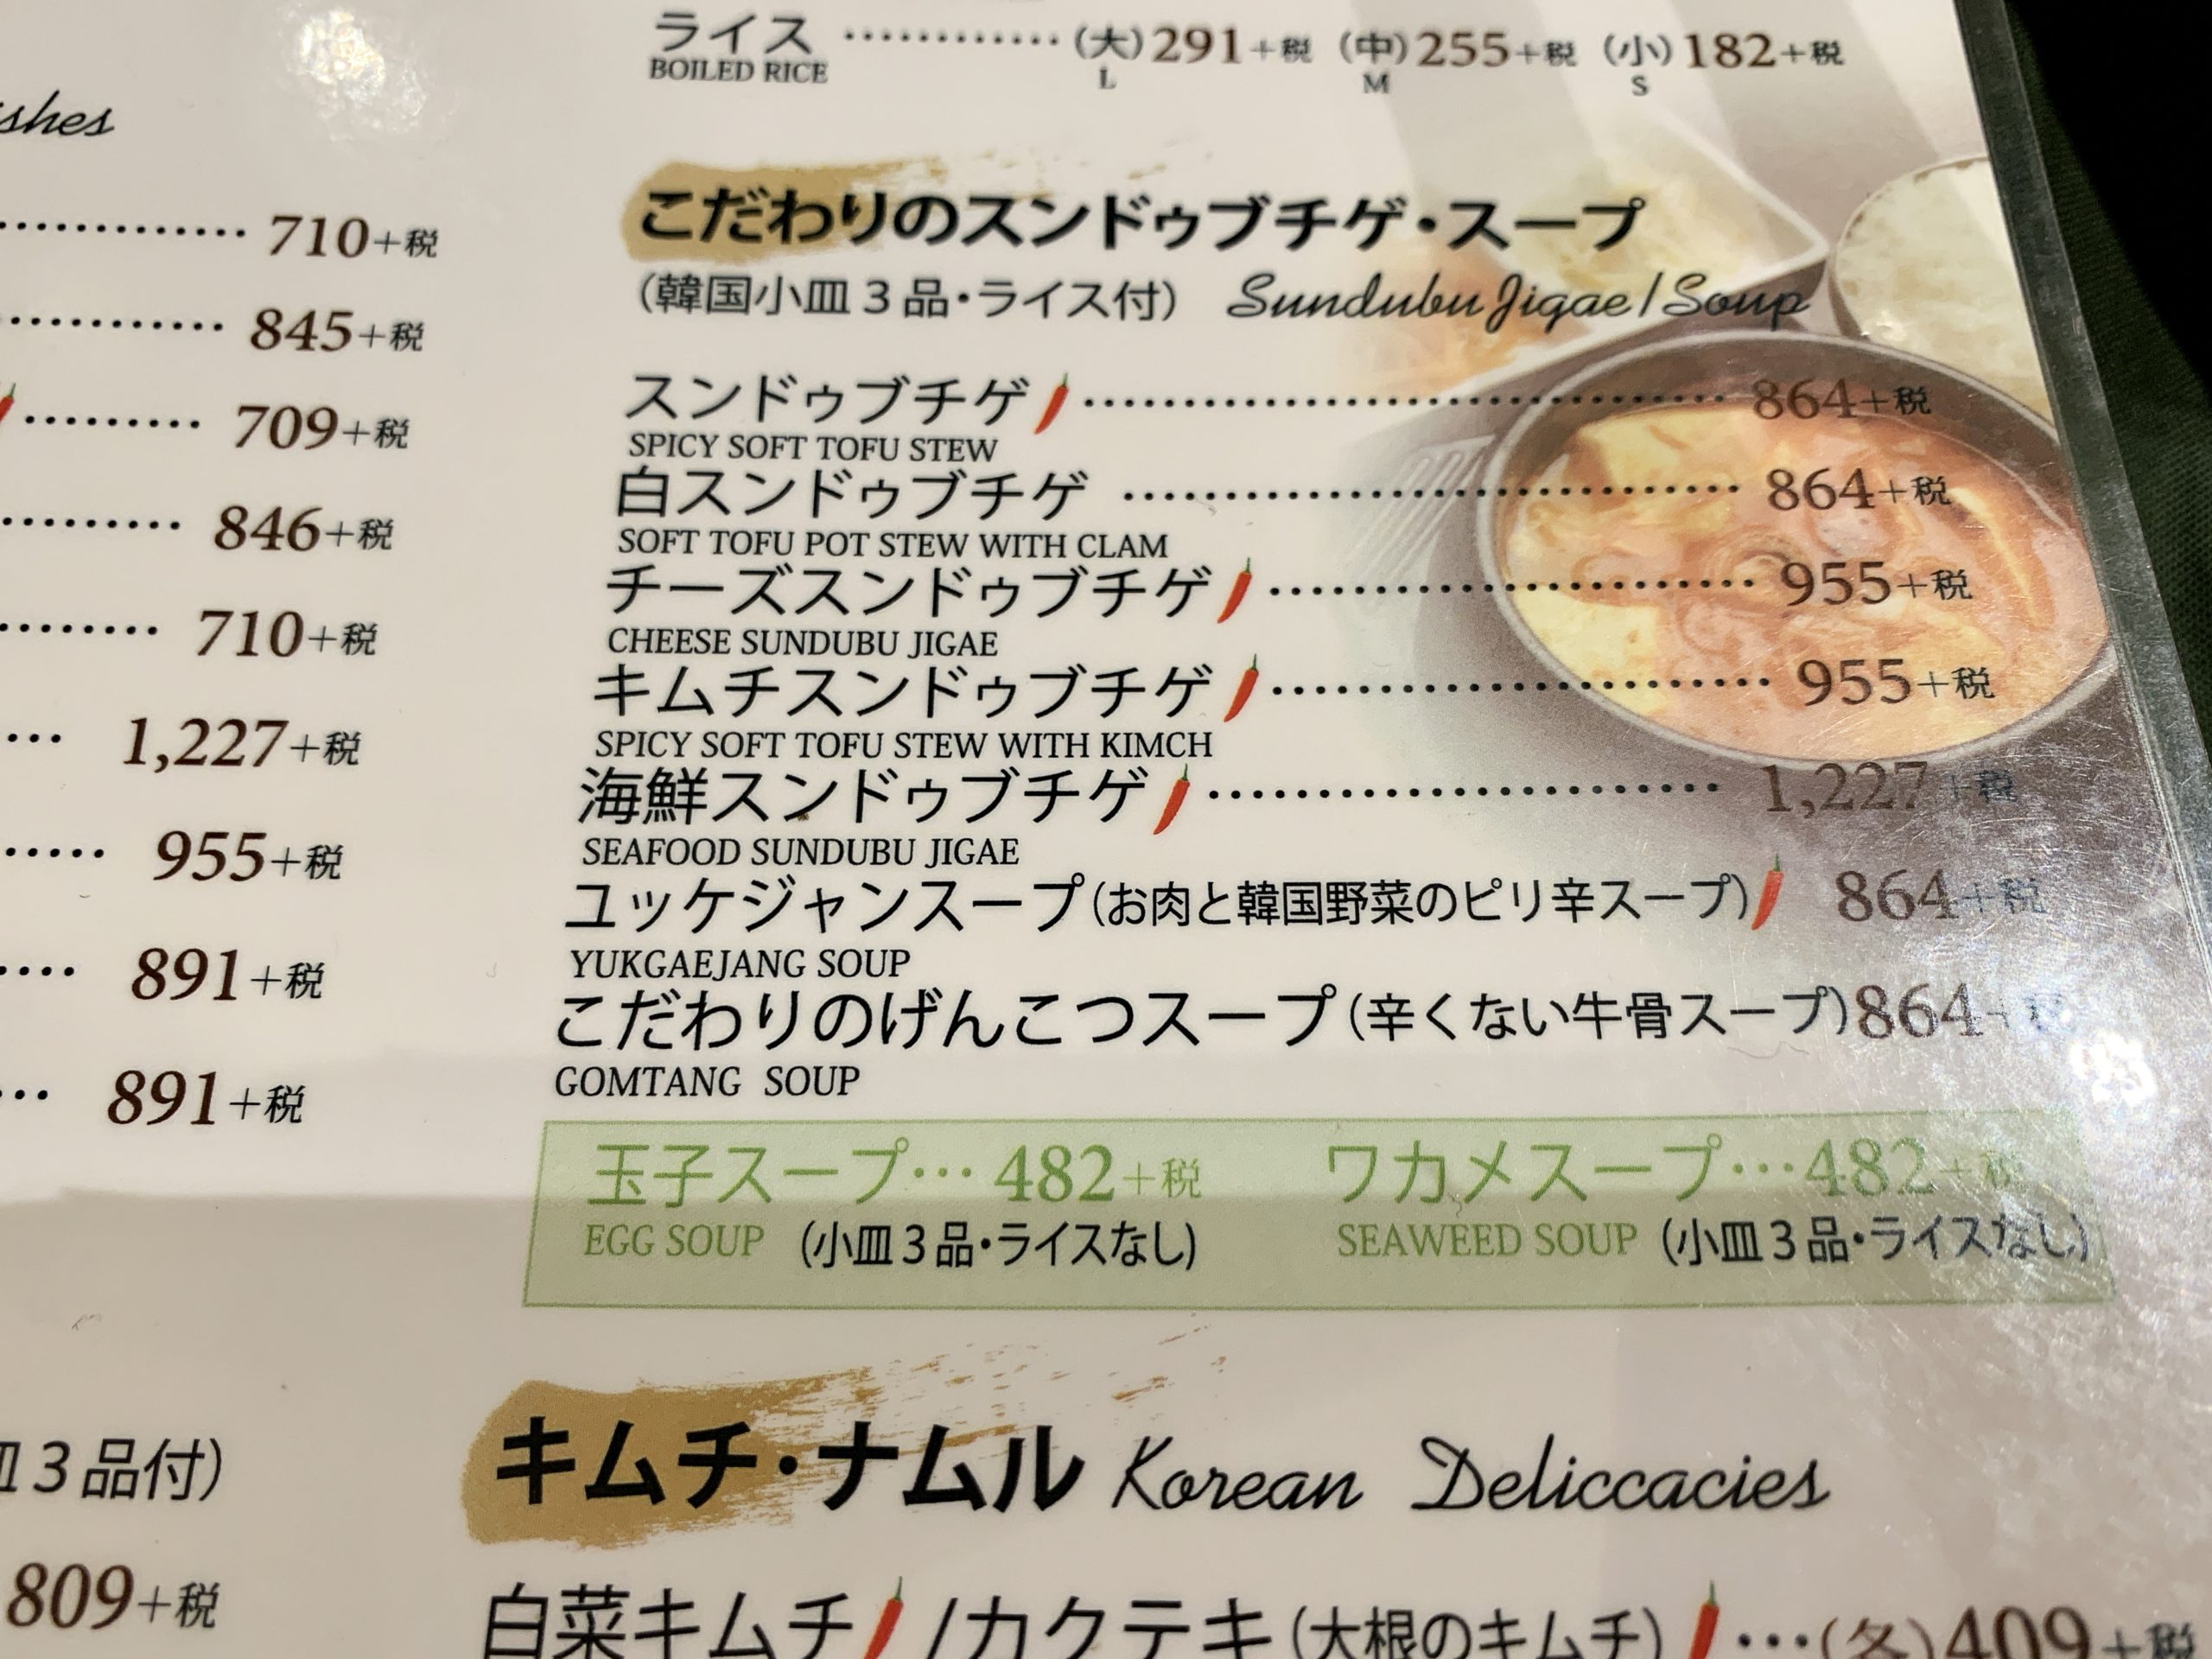 shes
710+税
845+税
709+税
846+税
710+税
1,227+税
955+税
891+税
891+税
皿3品付)
809+税
ライス …………(大)291+税 (中)255+税 (小)182+税
BOILED RICE L M S
こだわりのスンドゥブチゲ・スープ
(韓国小皿3品・ライス付) Sundubu Jigae/Soup
スンドゥブチゲ 864+税
SPICY SOFT TOFU STEW
白スンドゥブチゲ 864+税
SOFT TOFU POT STEW WITH CLAM
チーズスンドゥブチゲ 955+税
CHEESE SUNDUBU JIGAE
キムチスンドゥブチゲ 955+税
SPICY SOFT TOFU STEW WITH KIMCH
海鮮スンドゥブチゲ 1,227+税
SEAFOOD SUNDUBU JIGAE
ユッケジャンスープ(お肉と韓国野菜のピリ辛スープ) 864+税
YUKGAEJANG SOUP
こだわりのげんこつスープ(辛くない牛骨スープ)864+税
GOMTANG SOUP
玉子スープ…482+税 ワカメスープ…482+税
EGG SOUP (小皿3品・ライスなし) SEAWEED SOUP (小皿3品・ライスなし)
キムチ・ナムル Korean Deliccacies
白菜キムチ/カクテキ(大根のキムチ)…(各)409+税